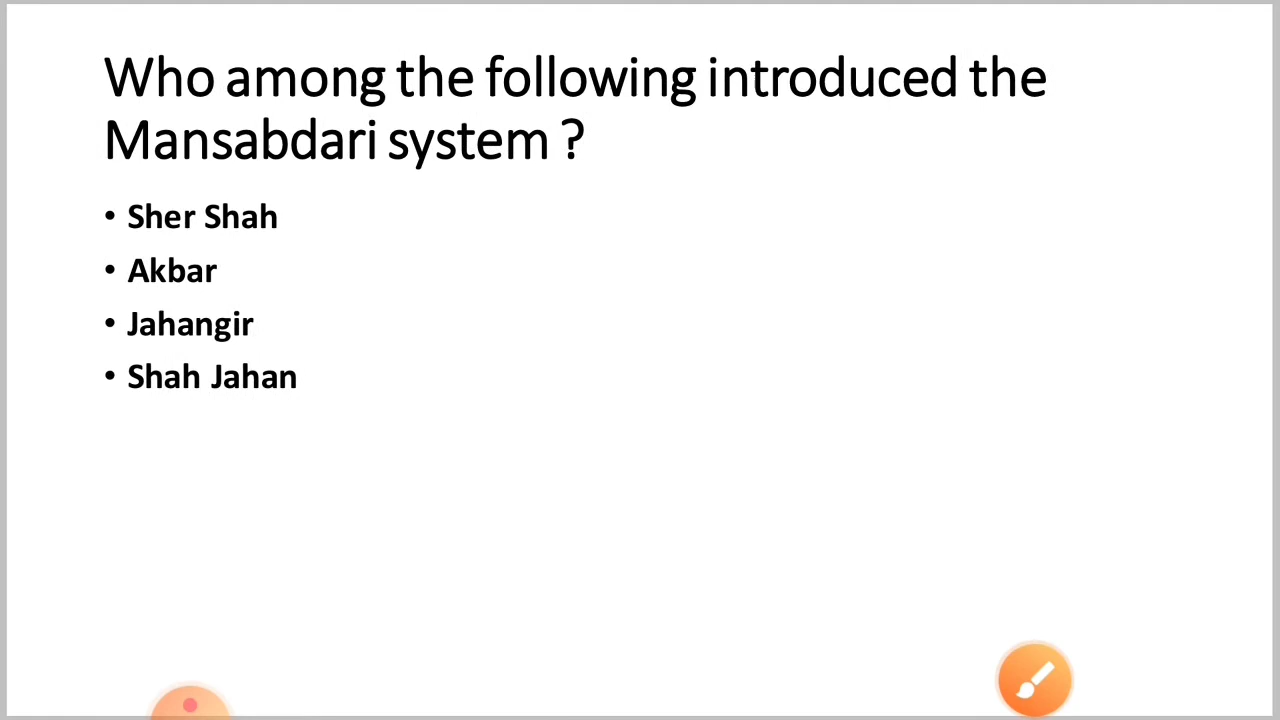 Who among the following introduced the
Mansabdari system ?
• Sher Shah
• Akbar
• Jahangir
• Shah Jahan